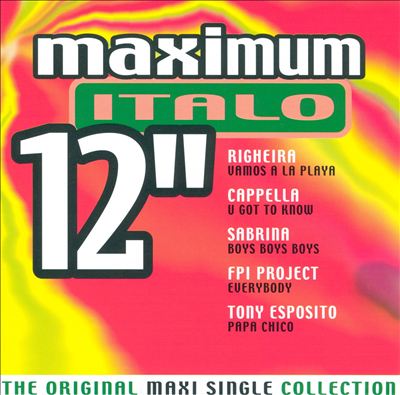 maximum
ITALO
12"
RIGHEIRA
VAMOS A LA PLAYA
CAPPELLA
U GOT TO KNOW
SABRINA
BOYS BOYS BOYS
FPI PROJECT
EVERYBODY
TONY ESPOSITO
PAPA CHICO
THE ORIGINAL MAXI SINGLE COLLECTION